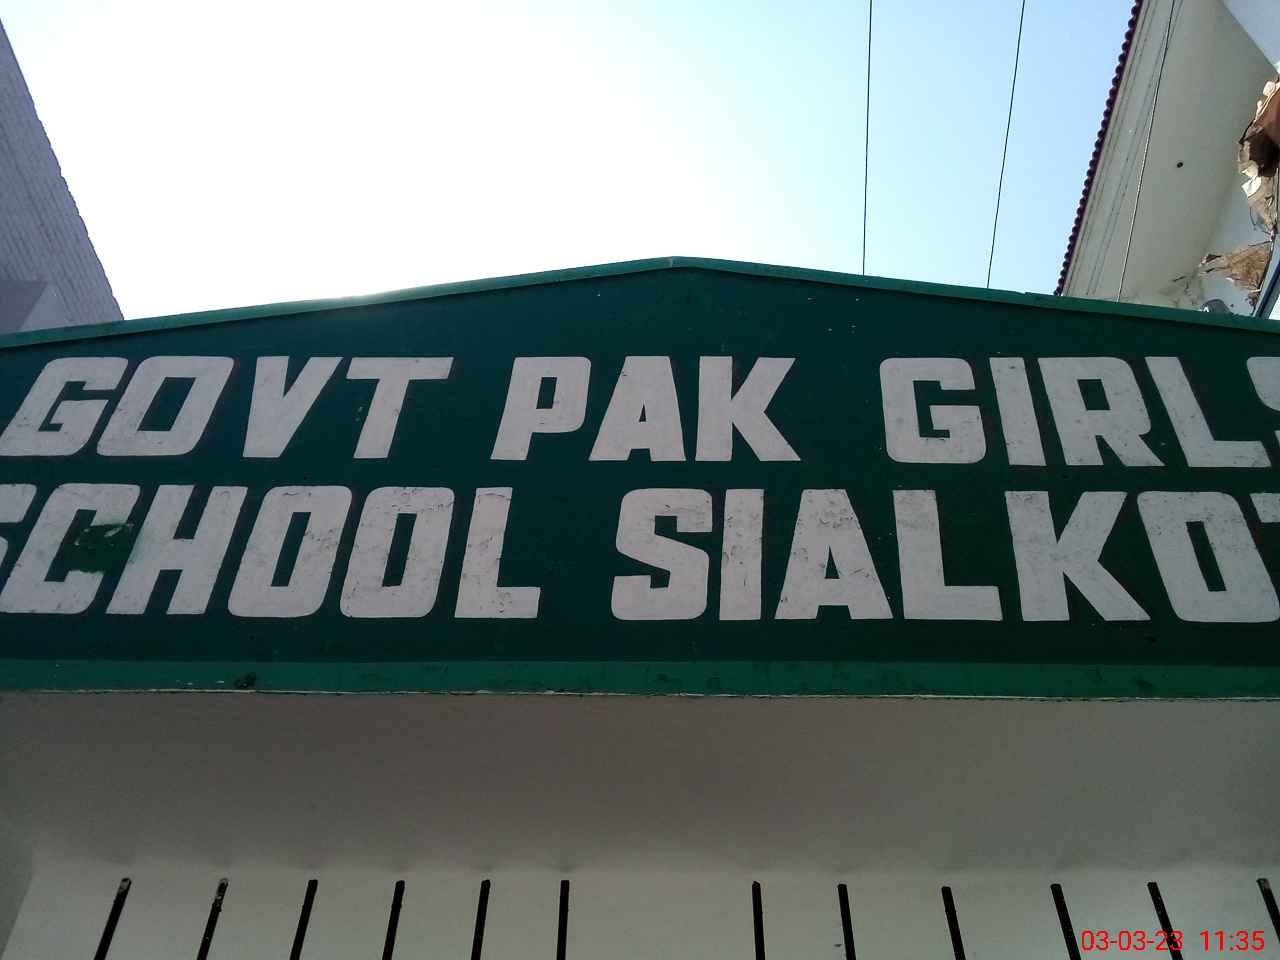 GOVT PAK GIRLS
SCHOOL SIALKOT
03-03-23 11:35